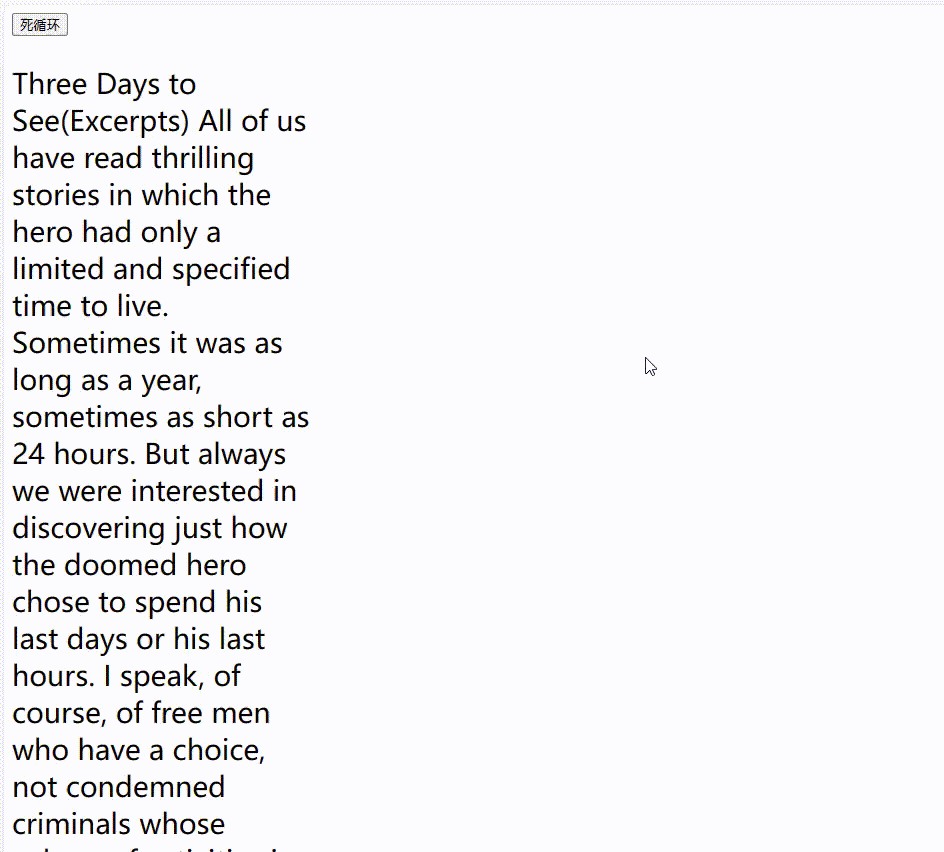 死循环
Three Days to
See(Excerpts) All of us
have read thrilling
stories in which the
hero had only a
limited and specified
time to live.
Sometimes it was as
long as a year,
sometimes as short as
24 hours. But always
we were interested in
discovering just how
the doomed hero
chose to spend his
last days or his last
hours. I speak, of
course, of free men
who have a choice,
not condemned
criminals whose